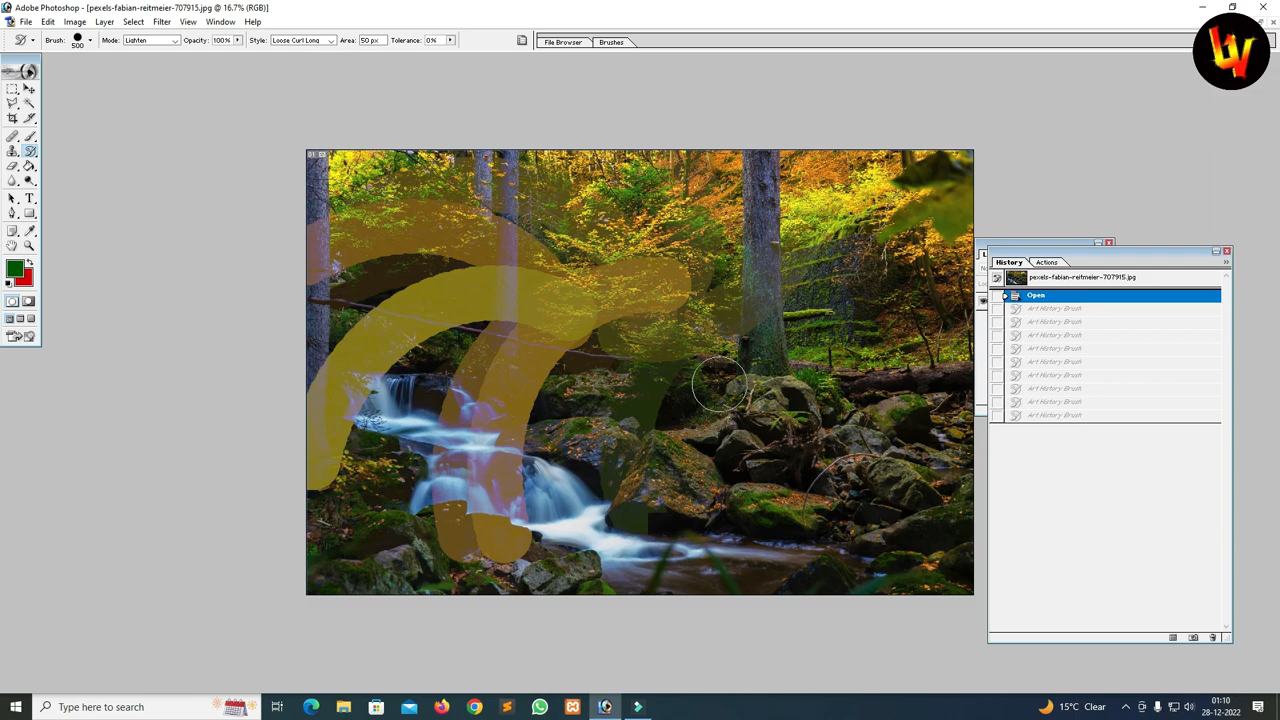 Adobe Photoshop - [pexels-fabian-reitmeier-707915.jpg @ 16.7% (RGB)]
File Edit Image Layer Select Filter View Window Help
Brush: 500 Mode: Lighten Opacity: 100% Style: Loose Curl Long Area: 50 px Tolerance: 0% File Browser Brushes
01
History Actions
pexels-fabian-reitmeier-707915.jpg
Open
Art History Brush
Art History Brush
Art History Brush
Art History Brush
Art History Brush
Art History Brush
Art History Brush
Art History Brush
Art History Brush
Type here to search
15°C Clear
01:10
28-12-2022